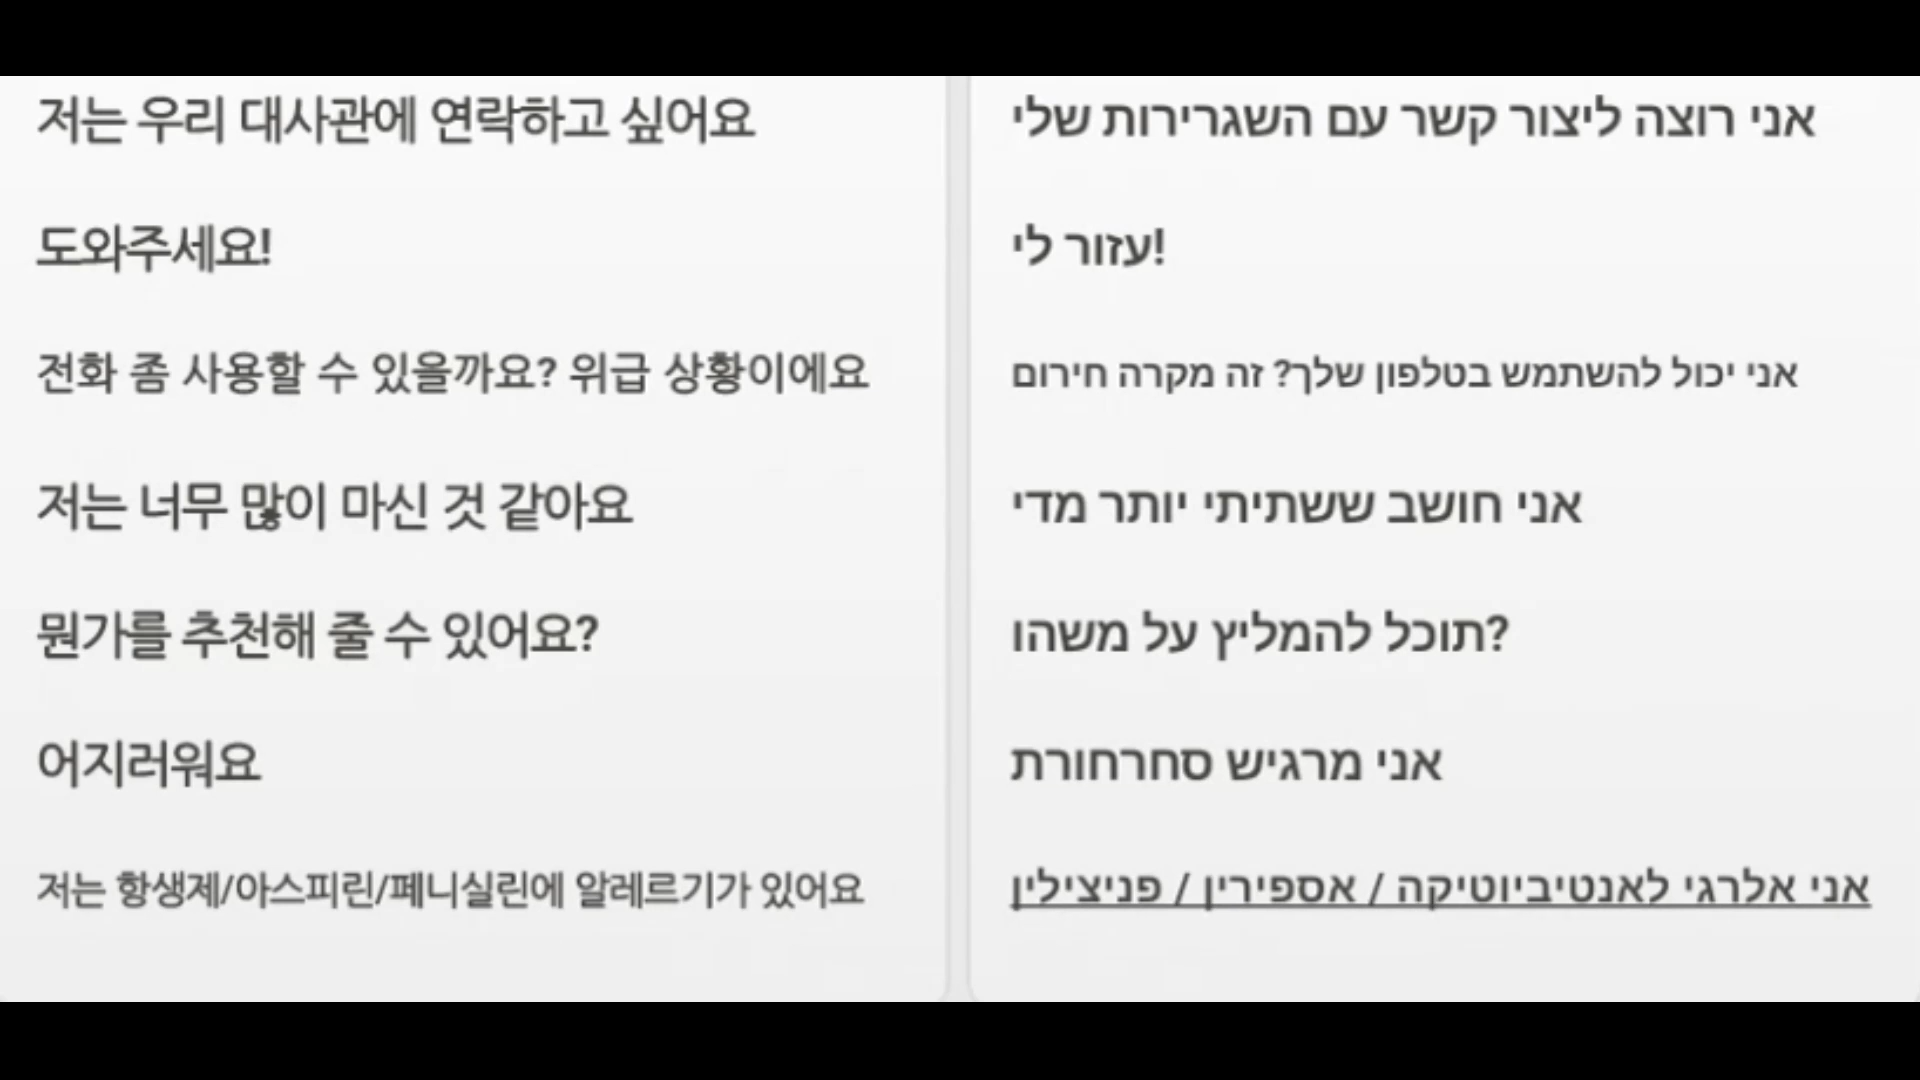 저는 우리 대사관에 연락하고 싶어요
אני רוצה ליצור קשר עם השגרירות שלי
도와주세요!
עזור לי!
전화 좀 사용할 수 있을까요? 위급 상황이에요
אני יכול להשתמש בטלפון שלך? זה מקרה חירום
저는 너무 많이 마신 것 같아요
אני חושב ששתיתי יותר מדי
뭔가를 추천해 줄 수 있어요?
תוכל להמליץ על משהו?
어지러워요
אני מרגיש סחרחורת
저는 항생제/아스피린/페니실린에 알레르기가 있어요
אני אלרגי לאנטיביוטיקה / אספירין / פניצילין